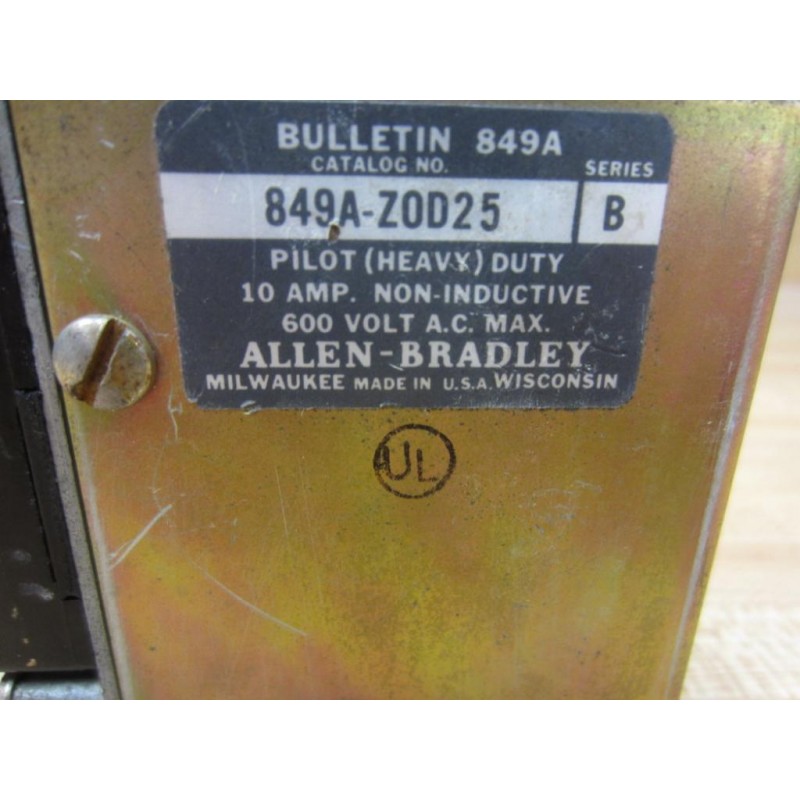 BULLETIN 849A
CATALOG NO. SERIES
849A-ZOD25 B
PILOT (HEAVY) DUTY
10 AMP. NON-INDUCTIVE
600 VOLT A.C. MAX.
ALLEN-BRADLEY
MILWAUKEE MADE IN U.S.A. WISCONSIN
UL